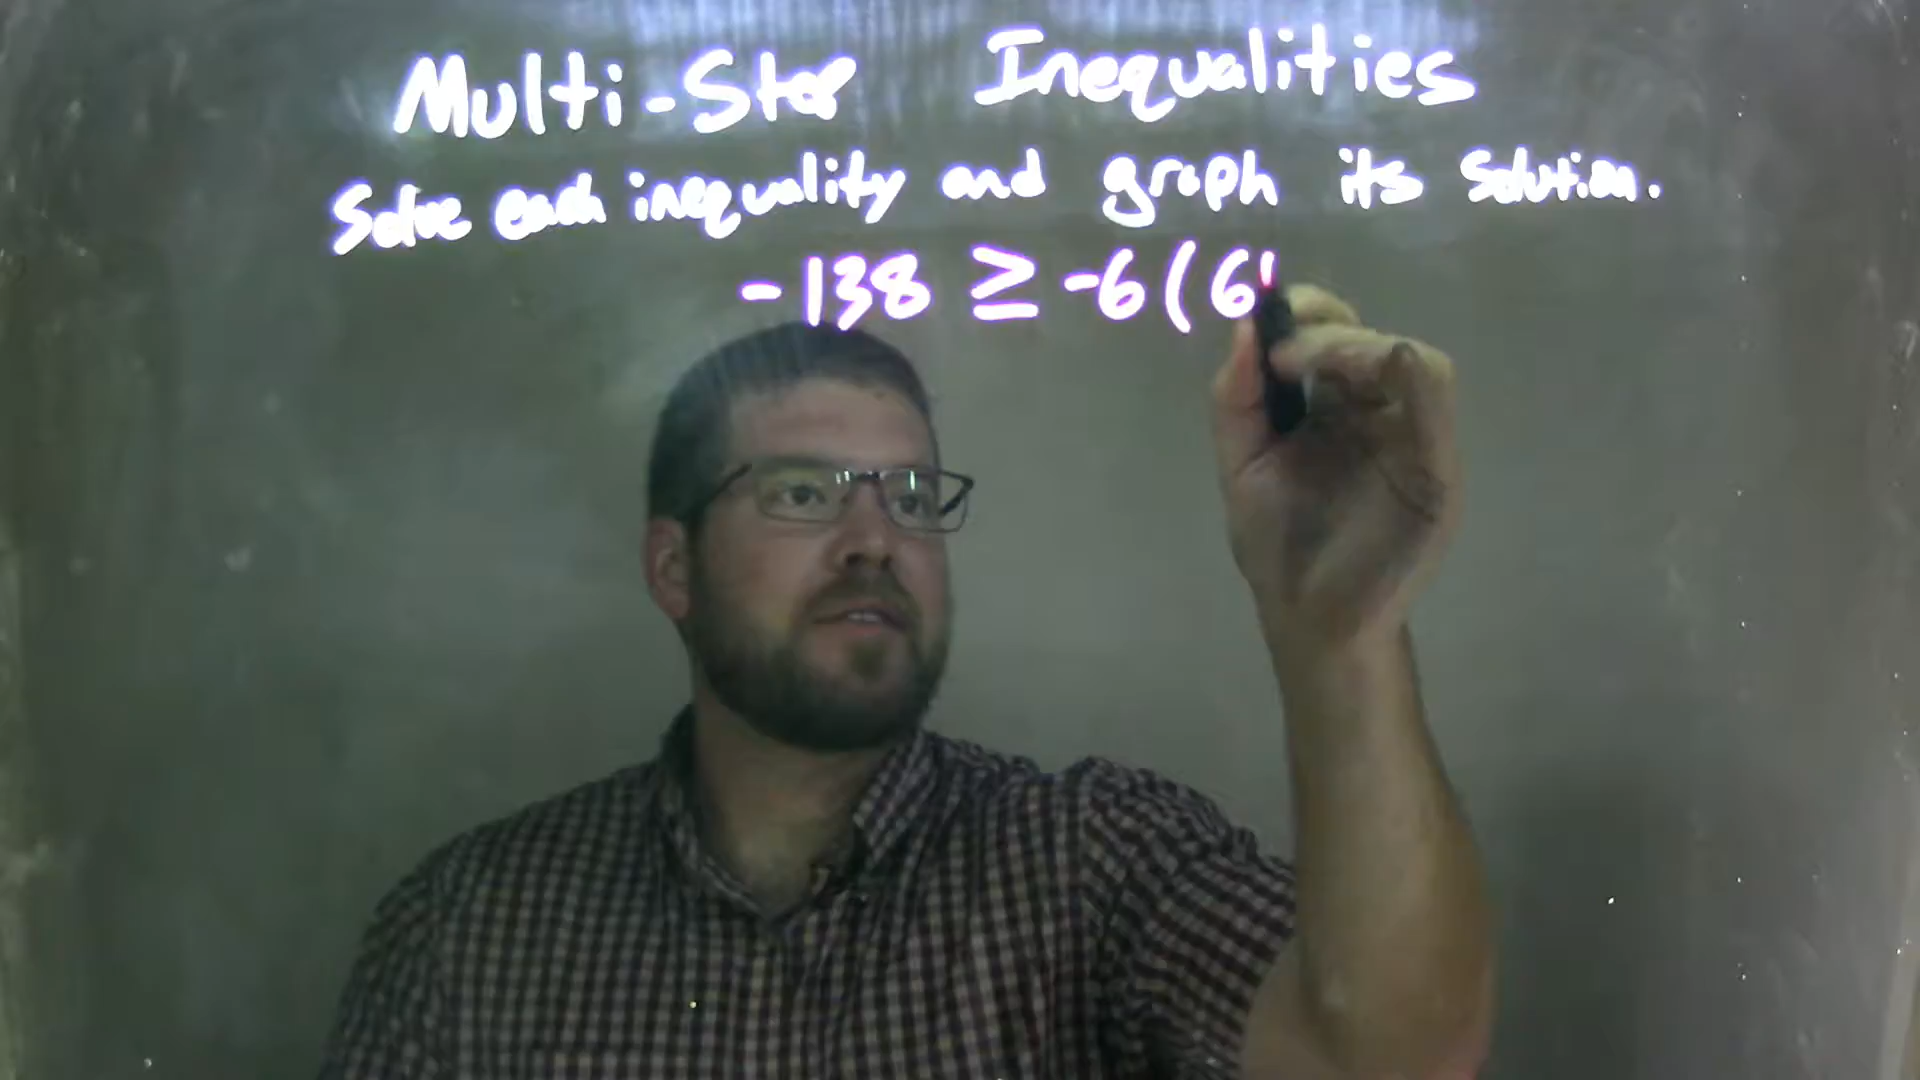 Multi-Step Inequalities
Solve each inequality and graph its solution.
-138 ≥ -6(6